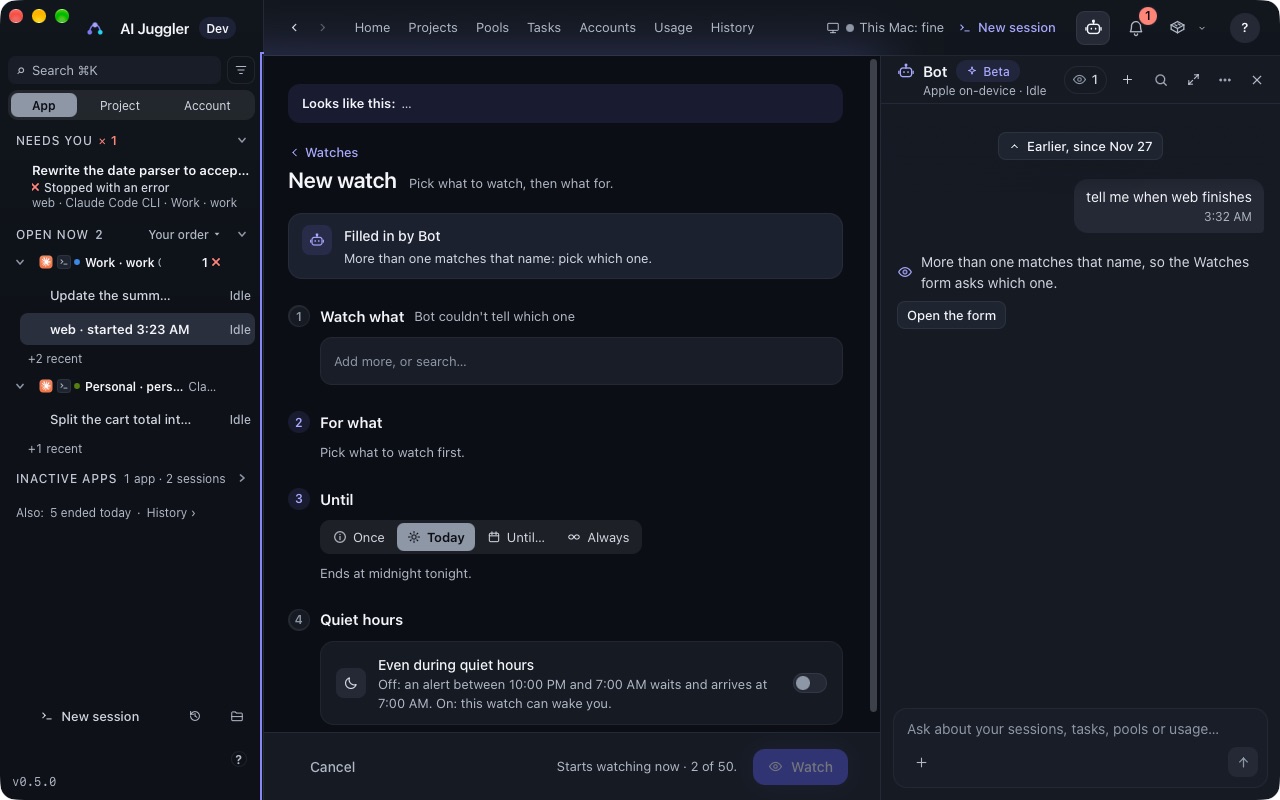 AI Juggler Dev
Search ⌘K
App Project Account
NEEDS YOU × 1
Rewrite the date parser to accep...
Stopped with an error
web · Claude Code CLI · Work · work
OPEN NOW 2 Your order
Work · work 1
Update the summ... Idle
web · started 3:23 AM Idle
+2 recent
Personal · pers... Cla...
Split the cart total int... Idle
+1 recent
INACTIVE APPS 1 app · 2 sessions
Also: 5 ended today · History ›
New session
?
v0.5.0
Home Projects Pools Tasks Accounts Usage History
This Mac: fine
New session
1
?
Looks like this: ...
Watches
New watch Pick what to watch, then what for.
Filled in by Bot
More than one matches that name: pick which one.
1 Watch what Bot couldn't tell which one
Add more, or search...
2 For what
Pick what to watch first.
3 Until
Once Today Until... Always
Ends at midnight tonight.
4 Quiet hours
Even during quiet hours
Off: an alert between 10:00 PM and 7:00 AM waits and arrives at
7:00 AM. On: this watch can wake you.
Cancel Starts watching now · 2 of 50. Watch
Bot Beta
Apple on-device · Idle
1
Earlier, since Nov 27
tell me when web finishes
3:32 AM
More than one matches that name, so the Watches
form asks which one.
Open the form
Ask about your sessions, tasks, pools or usage...